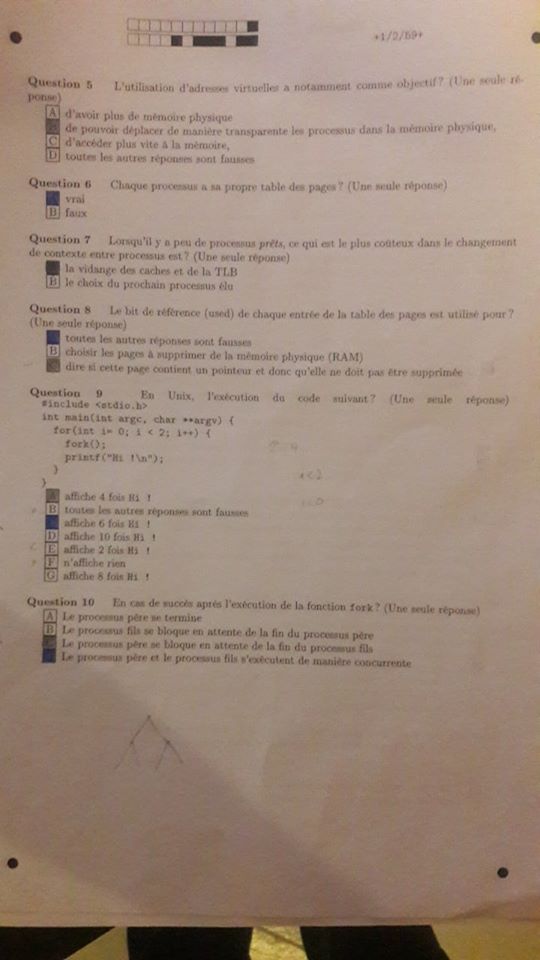 +1/2/59+
Question 5 L'utilisation d'adresses virtuelles a notamment comme objectif ? (Une seule ré-
ponse)
A d'avoir plus de mémoire physique
de pouvoir déplacer de manière transparente les processus dans la mémoire physique,
C d'accéder plus vite à la mémoire,
D toutes les autres réponses sont fausses
Question 6 Chaque processus a sa propre table des pages ? (Une seule réponse)
vrai
B faux
Question 7 Lorsqu'il y a peu de processus prêts, ce qui est le plus coûteux dans le changement
de contexte entre processus est ? (Une seule réponse)
la vidange des caches et de la TLB
B le choix du prochain processus élu
Question 8 Le bit de référence (used) de chaque entrée de la table des pages est utilisé pour ?
(Une seule réponse)
toutes les autres réponses sont fausses
B choisir les pages à supprimer de la mémoire physique (RAM)
dire si cette page contient un pointeur et donc qu'elle ne doit pas être supprimée
Question 9 En Unix, l'exécution du code suivant ? (Une seule réponse)
#include <stdio.h>
int main(int argc, char **argv) {
for(int i= 0; i < 2; i++) {
fork();
printf("Hi !\n");
}
}
A affiche 4 fois Hi !
B toutes les autres réponses sont fausses
affiche 6 fois Hi !
D affiche 10 fois Hi !
E affiche 2 fois Hi !
F n'affiche rien
G affiche 8 fois Hi !
Question 10 En cas de succès après l'exécution de la fonction fork ? (Une seule réponse)
A Le processus père se termine
B Le processus fils se bloque en attente de la fin du processus père
Le processus père se bloque en attente de la fin du processus fils
Le processus père et le processus fils s'exécutent de manière concurrente